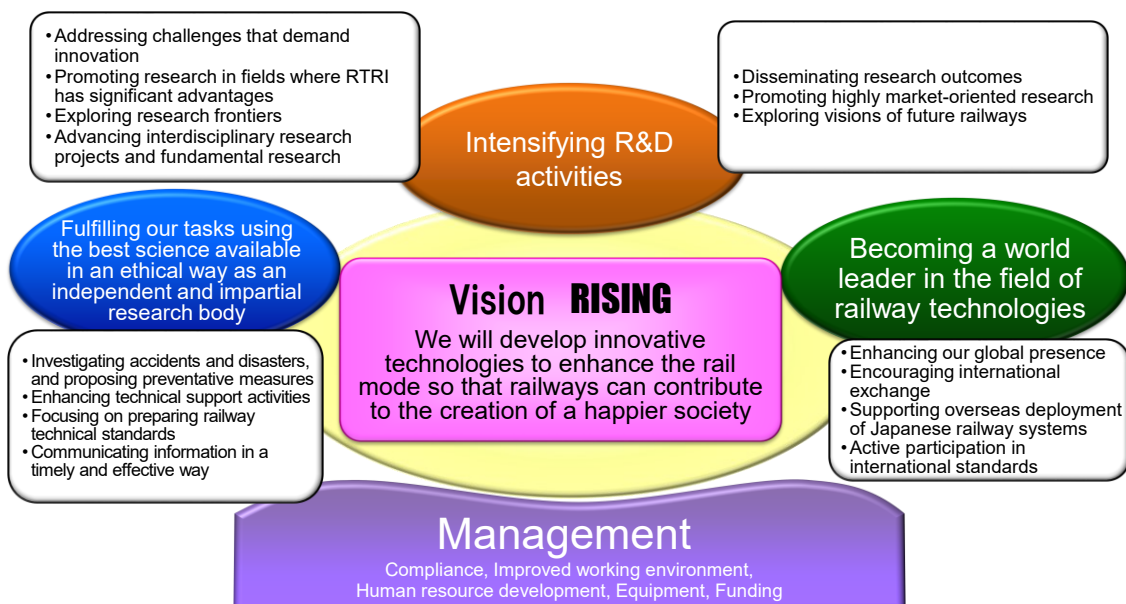 •Addressing challenges that demand
innovation
•Promoting research in fields where RTRI
has significant advantages
•Exploring research frontiers
•Advancing interdisciplinary research
projects and fundamental research
•Disseminating research outcomes
•Promoting highly market-oriented research
•Exploring visions of future railways
Intensifying R&D
activities
Fulfilling our tasks using
the best science available
in an ethical way as an
independent and impartial
research body
Vision RISING
We will develop innovative
technologies to enhance the rail
mode so that railways can contribute
to the creation of a happier society
Becoming a world
leader in the field of
railway technologies
•Investigating accidents and disasters,
and proposing preventative measures
•Enhancing technical support activities
•Focusing on preparing railway
technical standards
•Communicating information in a
timely and effective way
•Enhancing our global presence
•Encouraging international
exchange
•Supporting overseas deployment
of Japanese railway systems
•Active participation in
international standards
Management
Compliance, Improved working environment,
Human resource development, Equipment, Funding